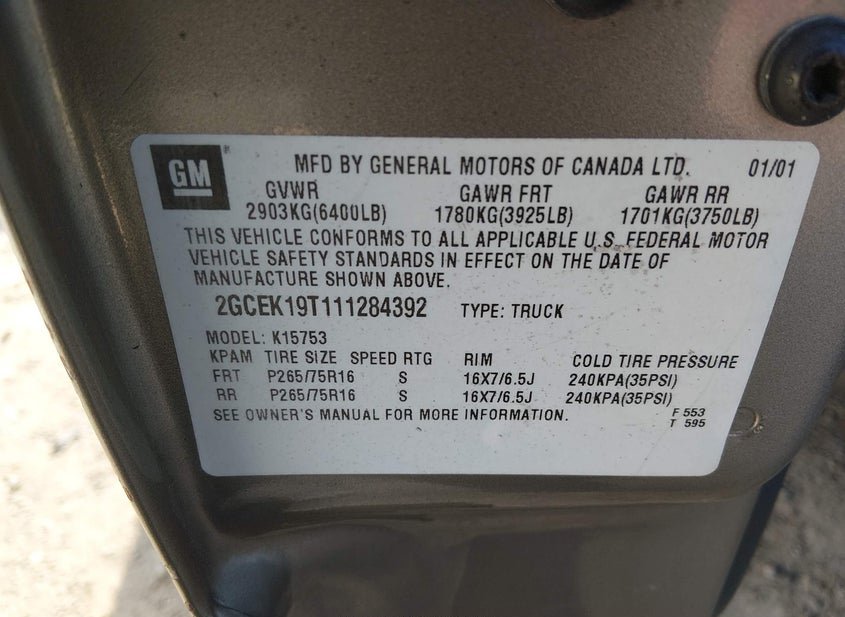 GM® MFD BY GENERAL MOTORS OF CANADA LTD. 01/01
GVWR GAWR FRT GAWR RR
2903KG(6400LB) 1780KG(3925LB) 1701KG(3750LB)
THIS VEHICLE CONFORMS TO ALL APPLICABLE U.S. FEDERAL MOTOR
VEHICLE SAFETY STANDARDS IN EFFECT ON THE DATE OF
MANUFACTURE SHOWN ABOVE.
2GCEK19T111284392 TYPE: TRUCK
MODEL: K15753
KPAM TIRE SIZE SPEED RTG RIM COLD TIRE PRESSURE
FRT P265/75R16 S 16X7/6.5J 240KPA(35PSI)
RR P265/75R16 S 16X7/6.5J 240KPA(35PSI)
SEE OWNER'S MANUAL FOR MORE INFORMATION. F 553
T 595